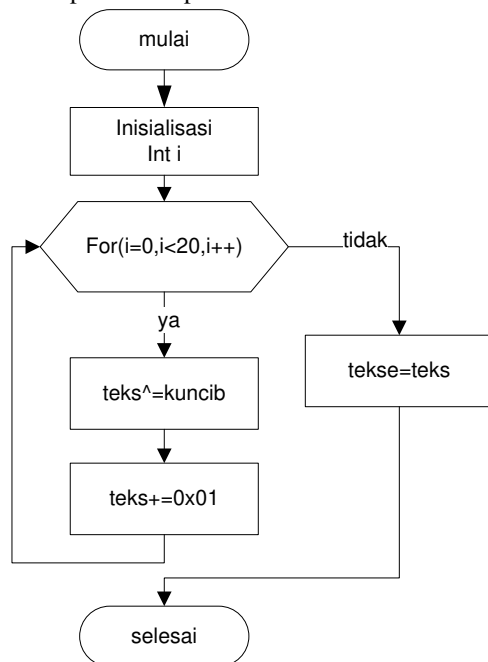 mulai
Inisialisasi
Int i
For(i=0,i<20,i++)
tidak
ya
tekse=teks
teks^=kuncib
teks+=0x01
selesai